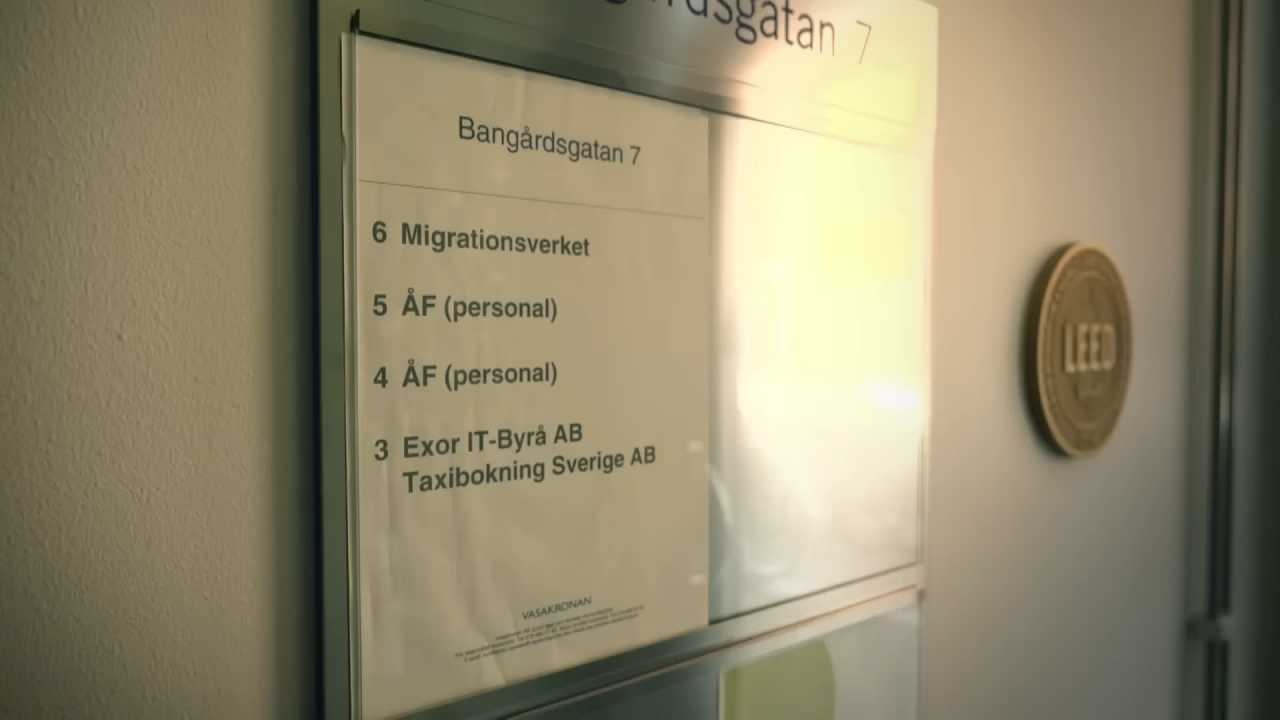 gårdsgatan 7
Bangårdsgatan 7
6 Migrationsverket
5 ÅF (personal)
4 ÅF (personal)
3 Exor IT-Byrå AB
Taxibokning Sverige AB
VASAKRONAN
LEED